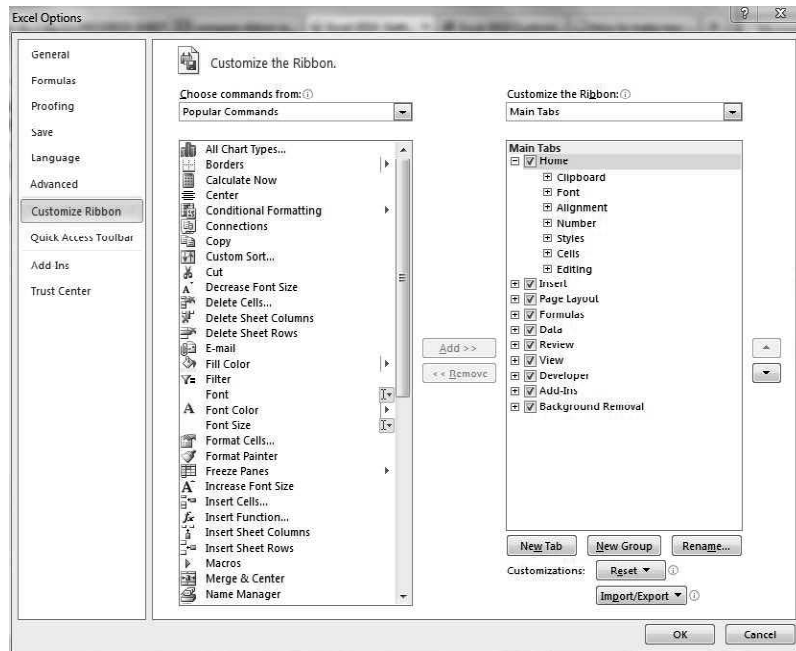 Excel Options
General
Formulas
Proofing
Save
Language
Advanced
Customize Ribbon
Quick Access Toolbar
Add-Ins
Trust Center
Customize the Ribbon.
Choose commands from:
Popular Commands
All Chart Types...
Borders
Calculate Now
Center
Conditional Formatting
Connections
Copy
Custom Sort...
Cut
Decrease Font Size
Delete Cells...
Delete Sheet Columns
Delete Sheet Rows
E-mail
Fill Color
Filter
Font
Font Color
Font Size
Format Cells...
Format Painter
Freeze Panes
Increase Font Size
Insert Cells...
Insert Function...
Insert Sheet Columns
Insert Sheet Rows
Macros
Merge & Center
Name Manager
Add >>
<< Remove
Customize the Ribbon:
Main Tabs
Main Tabs
Home
Clipboard
Font
Alignment
Number
Styles
Cells
Editing
Insert
Page Layout
Formulas
Data
Review
View
Developer
Add-Ins
Background Removal
New Tab New Group Rename...
Customizations: Reset
Import/Export
OK Cancel